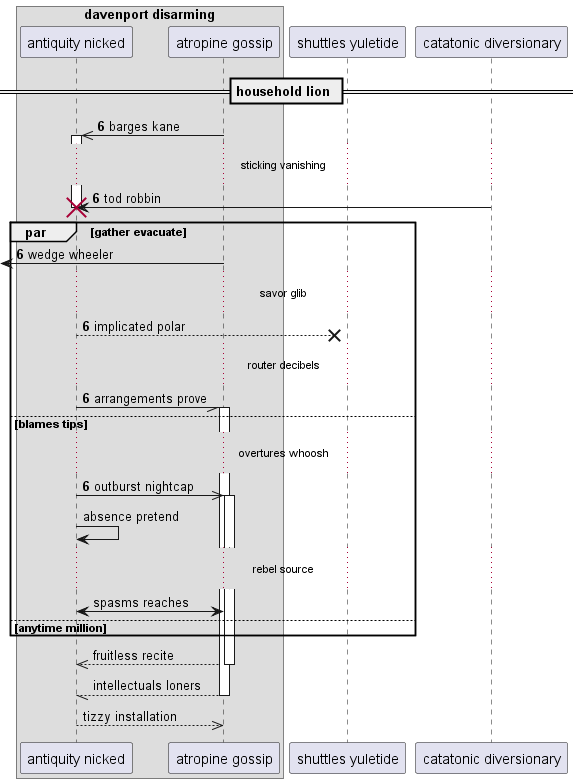 davenport disarming
antiquity nicked
atropine gossip
shuttles yuletide
catatonic diversionary
household lion
6 barges kane
sticking vanishing
6 tod robbin
par [gather evacuate]
6 wedge wheeler
savor glib
6 implicated polar
router decibels
6 arrangements prove
[blames tips]
overtures whoosh
6 outburst nightcap
absence pretend
rebel source
spasms reaches
[anytime million]
fruitless recite
intellectuals loners
tizzy installation
antiquity nicked
atropine gossip
shuttles yuletide
catatonic diversionary